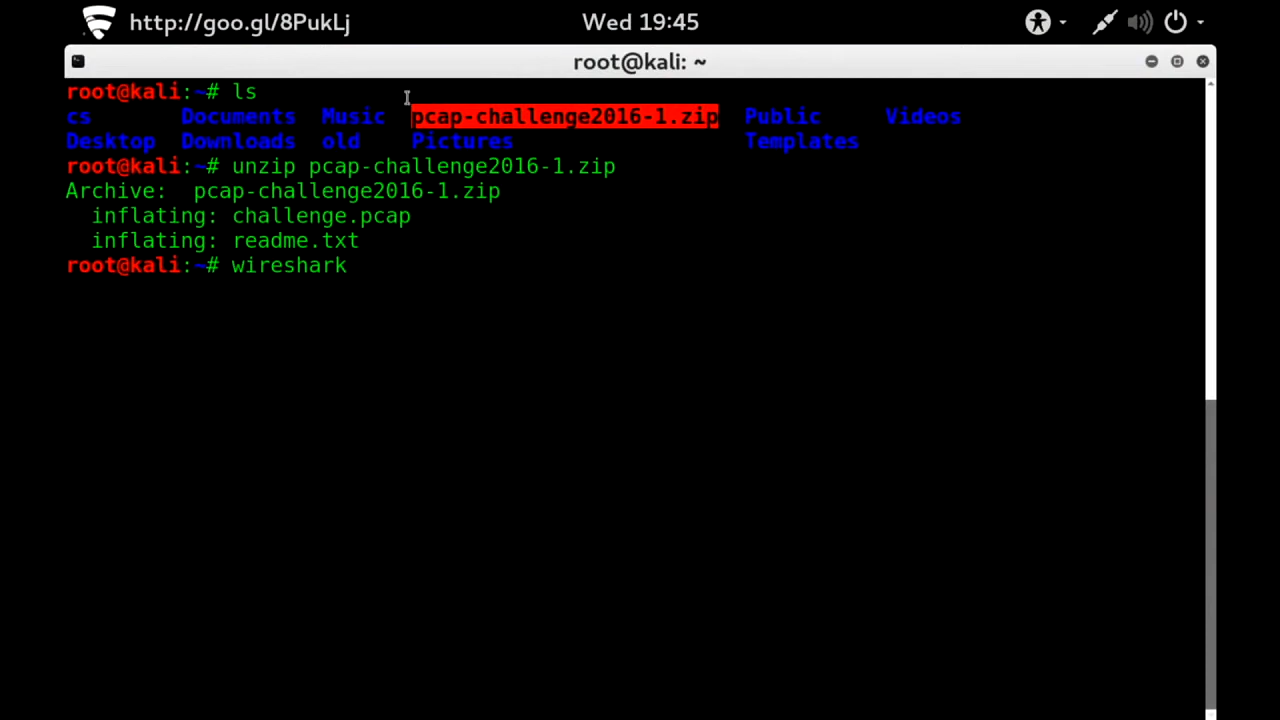 http://goo.gl/8PukLj Wed 19:45
root@kali: ~
root@kali:~# ls
cs Documents Music pcap-challenge2016-1.zip Public Videos
Desktop Downloads old Pictures Templates
root@kali:~# unzip pcap-challenge2016-1.zip
Archive:  pcap-challenge2016-1.zip
  inflating: challenge.pcap
  inflating: readme.txt
root@kali:~# wireshark